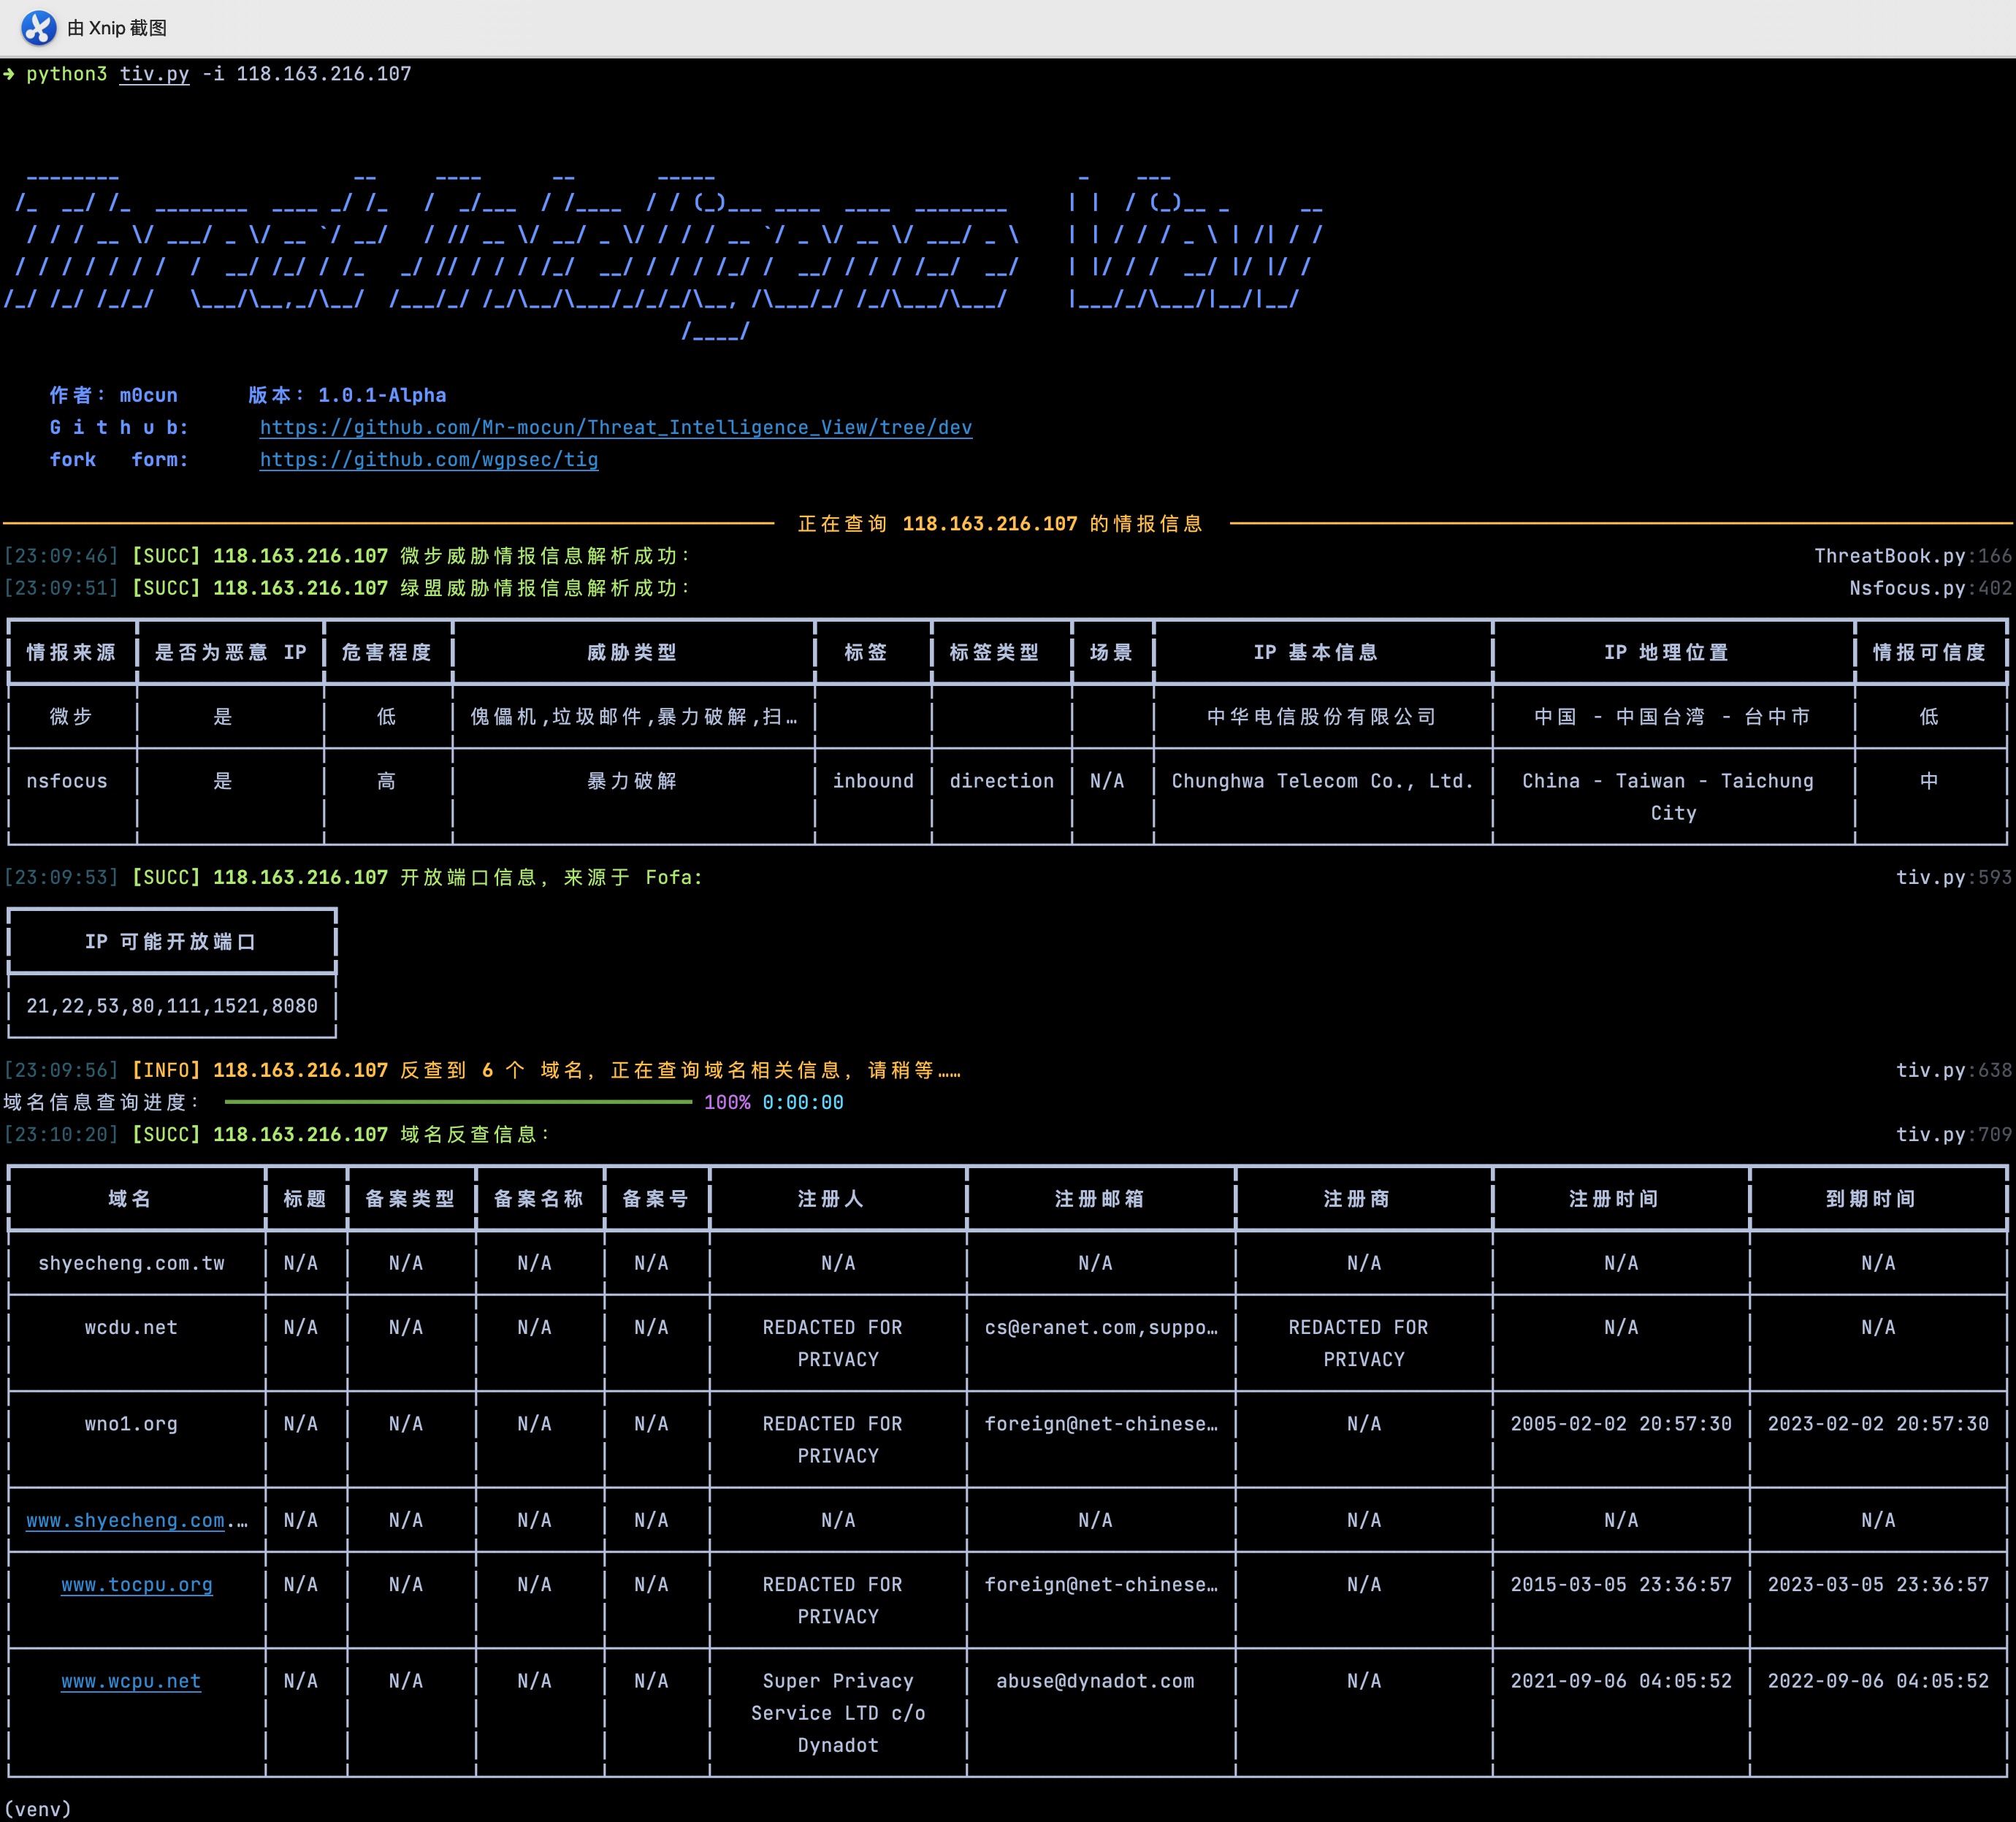 由 Xnip 截图
➜ python3 tiv.py -i 118.163.216.107
Threat Intelligence View
作者: m0cun 版本: 1.0.1-Alpha
G i t h u b: https://github.com/Mr-mocun/Threat_Intelligence_View/tree/dev
fork form: https://github.com/wgpsec/tig
正在查询 118.163.216.107 的情报信息
[23:09:46] [SUCC] 118.163.216.107 微步威胁情报信息解析成功: ThreatBook.py:166
[23:09:51] [SUCC] 118.163.216.107 绿盟威胁情报信息解析成功: Nsfocus.py:402
情报来源 是否为恶意 IP 危害程度 威胁类型 标签 标签类型 场景 IP 基本信息 IP 地理位置 情报可信度
微步 是 低 傀儡机,垃圾邮件,暴力破解,扫… 中华电信股份有限公司 中国 - 中国台湾 - 台中市 低
nsfocus 是 高 暴力破解 inbound direction N/A Chunghwa Telecom Co., Ltd. China - Taiwan - Taichung 中
City
[23:09:53] [SUCC] 118.163.216.107 开放端口信息, 来源于 Fofa: tiv.py:593
IP 可能开放端口
21,22,53,80,111,1521,8080
[23:09:56] [INFO] 118.163.216.107 反查到 6 个 域名, 正在查询域名相关信息, 请稍等…… tiv.py:638
域名信息查询进度: 100% 0:00:00
[23:10:20] [SUCC] 118.163.216.107 域名反查信息: tiv.py:709
域名 标题 备案类型 备案名称 备案号 注册人 注册邮箱 注册商 注册时间 到期时间
shyecheng.com.tw N/A N/A N/A N/A N/A N/A N/A N/A N/A
wcdu.net N/A N/A N/A N/A REDACTED FOR cs@eranet.com,suppo… REDACTED FOR N/A N/A
PRIVACY PRIVACY
wno1.org N/A N/A N/A N/A REDACTED FOR foreign@net-chinese… N/A 2005-02-02 20:57:30 2023-02-02 20:57:30
PRIVACY
www.shyecheng.com.… N/A N/A N/A N/A N/A N/A N/A N/A N/A
www.tocpu.org N/A N/A N/A N/A REDACTED FOR foreign@net-chinese… N/A 2015-03-05 23:36:57 2023-03-05 23:36:57
PRIVACY
www.wcpu.net N/A N/A N/A N/A Super Privacy abuse@dynadot.com N/A 2021-09-06 04:05:52 2022-09-06 04:05:52
Service LTD c/o
Dynadot
(venv)